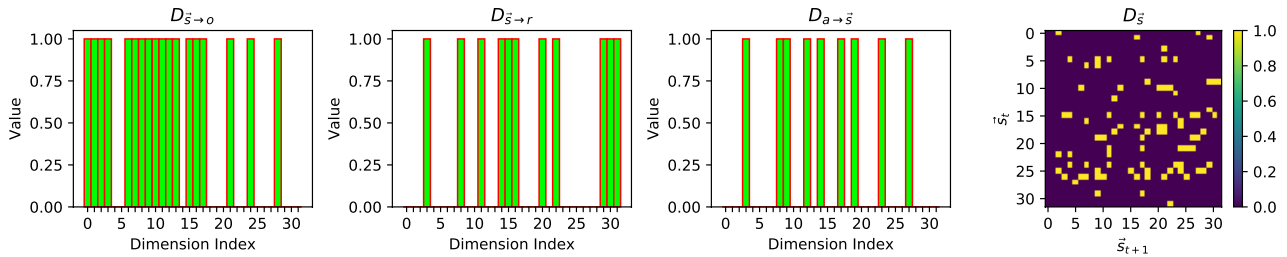 D_{\vec{s}→o}
1.00
0.75
0.50
0.25
0.00
Value
0 5 10 15 20 25 30
Dimension Index
D_{\vec{s}→r}
1.00
0.75
0.50
0.25
0.00
Value
0 5 10 15 20 25 30
Dimension Index
D_{a→\vec{s}}
1.00
0.75
0.50
0.25
0.00
Value
0 5 10 15 20 25 30
Dimension Index
D_{\vec{s}}
0
5
10
15
20
25
30
\vec{s}_t
0 5 10 15 20 25 30
\vec{s}_{t+1}
1.0
0.8
0.6
0.4
0.2
0.0